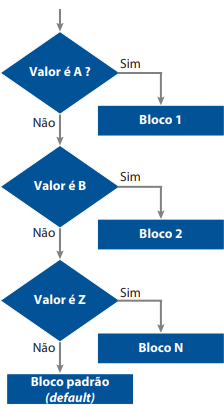 Valor é A ?
Sim
Bloco 1
Não
Valor é B
Sim
Bloco 2
Não
Valor é Z
Sim
Bloco N
Não
Bloco padrão
(default)